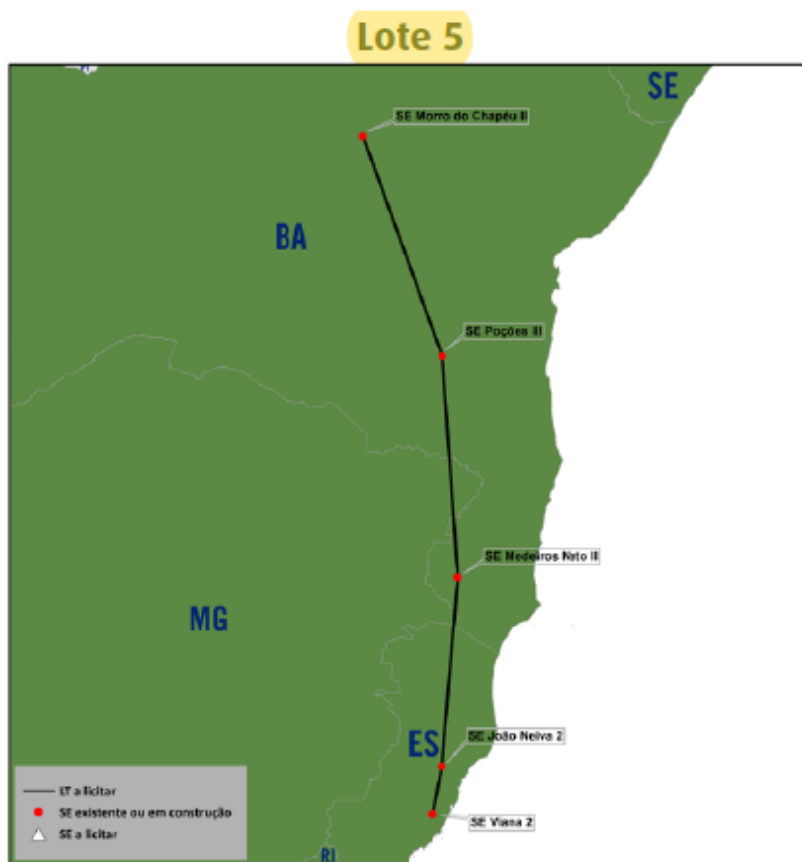 Lote 5
SE
SE Morro do Chapéu II
BA
SE Poções III
SE Medeiros Neto II
MG
ES
SE João Neiva 2
SE Viana 2
LT a licitar
SE existente ou em construção
SE a licitar
RJ